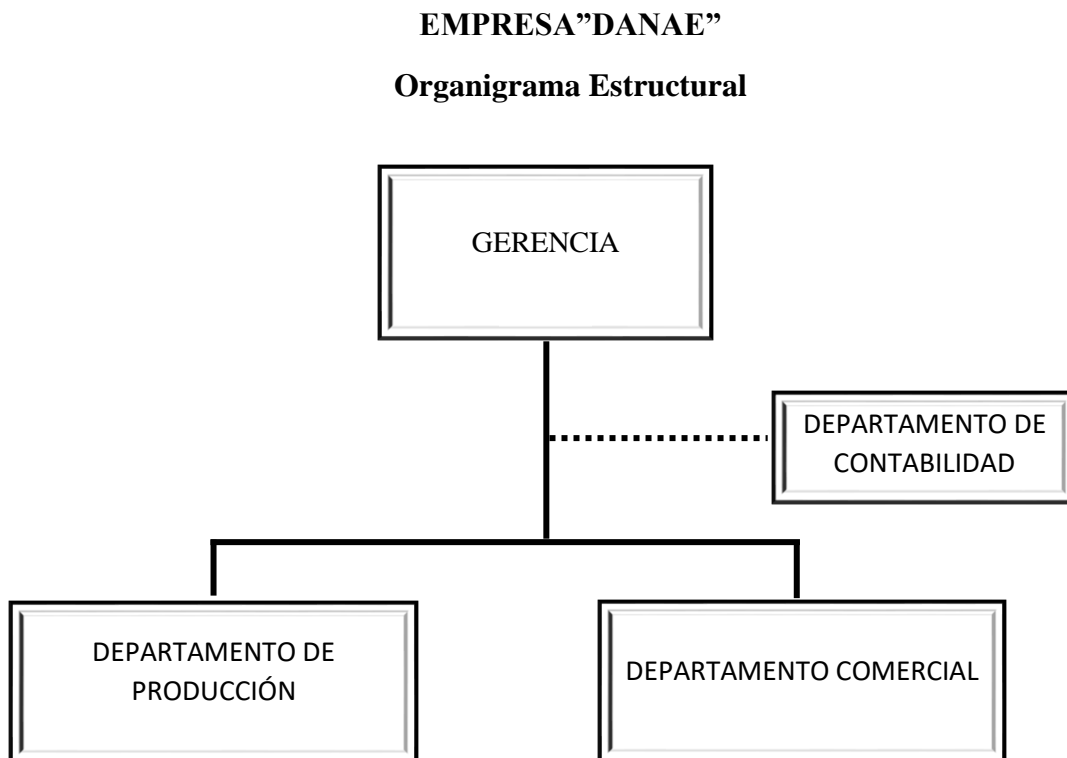 EMPRESA”DANAE”
Organigrama Estructural
GERENCIA
DEPARTAMENTO DE
CONTABILIDAD
DEPARTAMENTO DE
PRODUCCIÓN
DEPARTAMENTO COMERCIAL